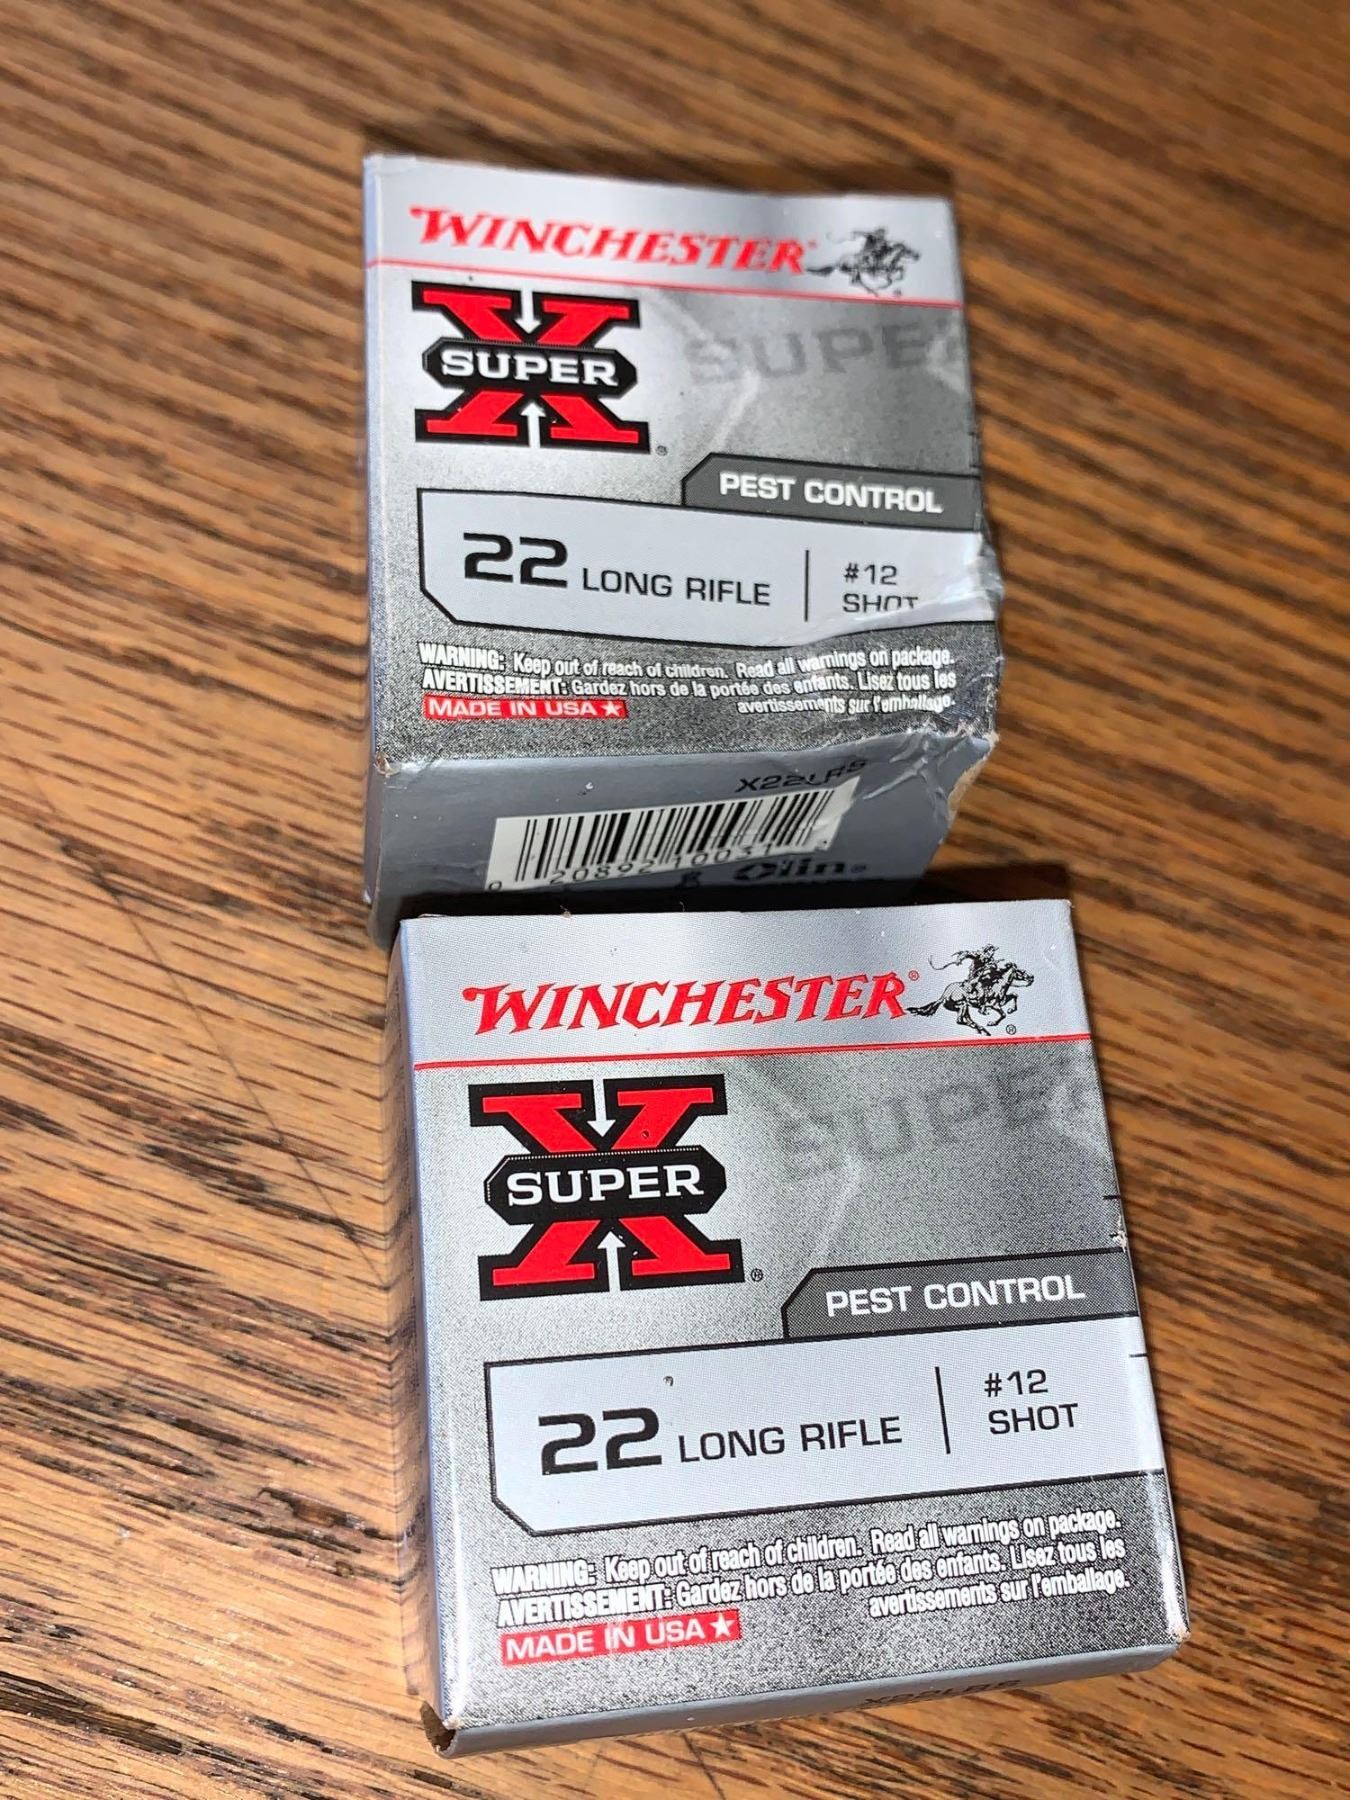 WINCHESTER
X
SUPER
SUPER
PEST CONTROL
22 LONG RIFLE
#12
SHOT
WARNING: Keep out of reach of children. Read all warnings on package.
AVERTISSEMENT: Gardez hors de la portée des enfants. Lisez tous les
avertissements sur l'emballage.
MADE IN USA
X22LRS
Olin
WINCHESTER
X
SUPER
SUPER
PEST CONTROL
22 LONG RIFLE
#12
SHOT
WARNING: Keep out of reach of children. Read all warnings on package.
AVERTISSEMENT: Gardez hors de la portée des enfants. Lisez tous les
avertissements sur l'emballage.
MADE IN USA
X22LRS